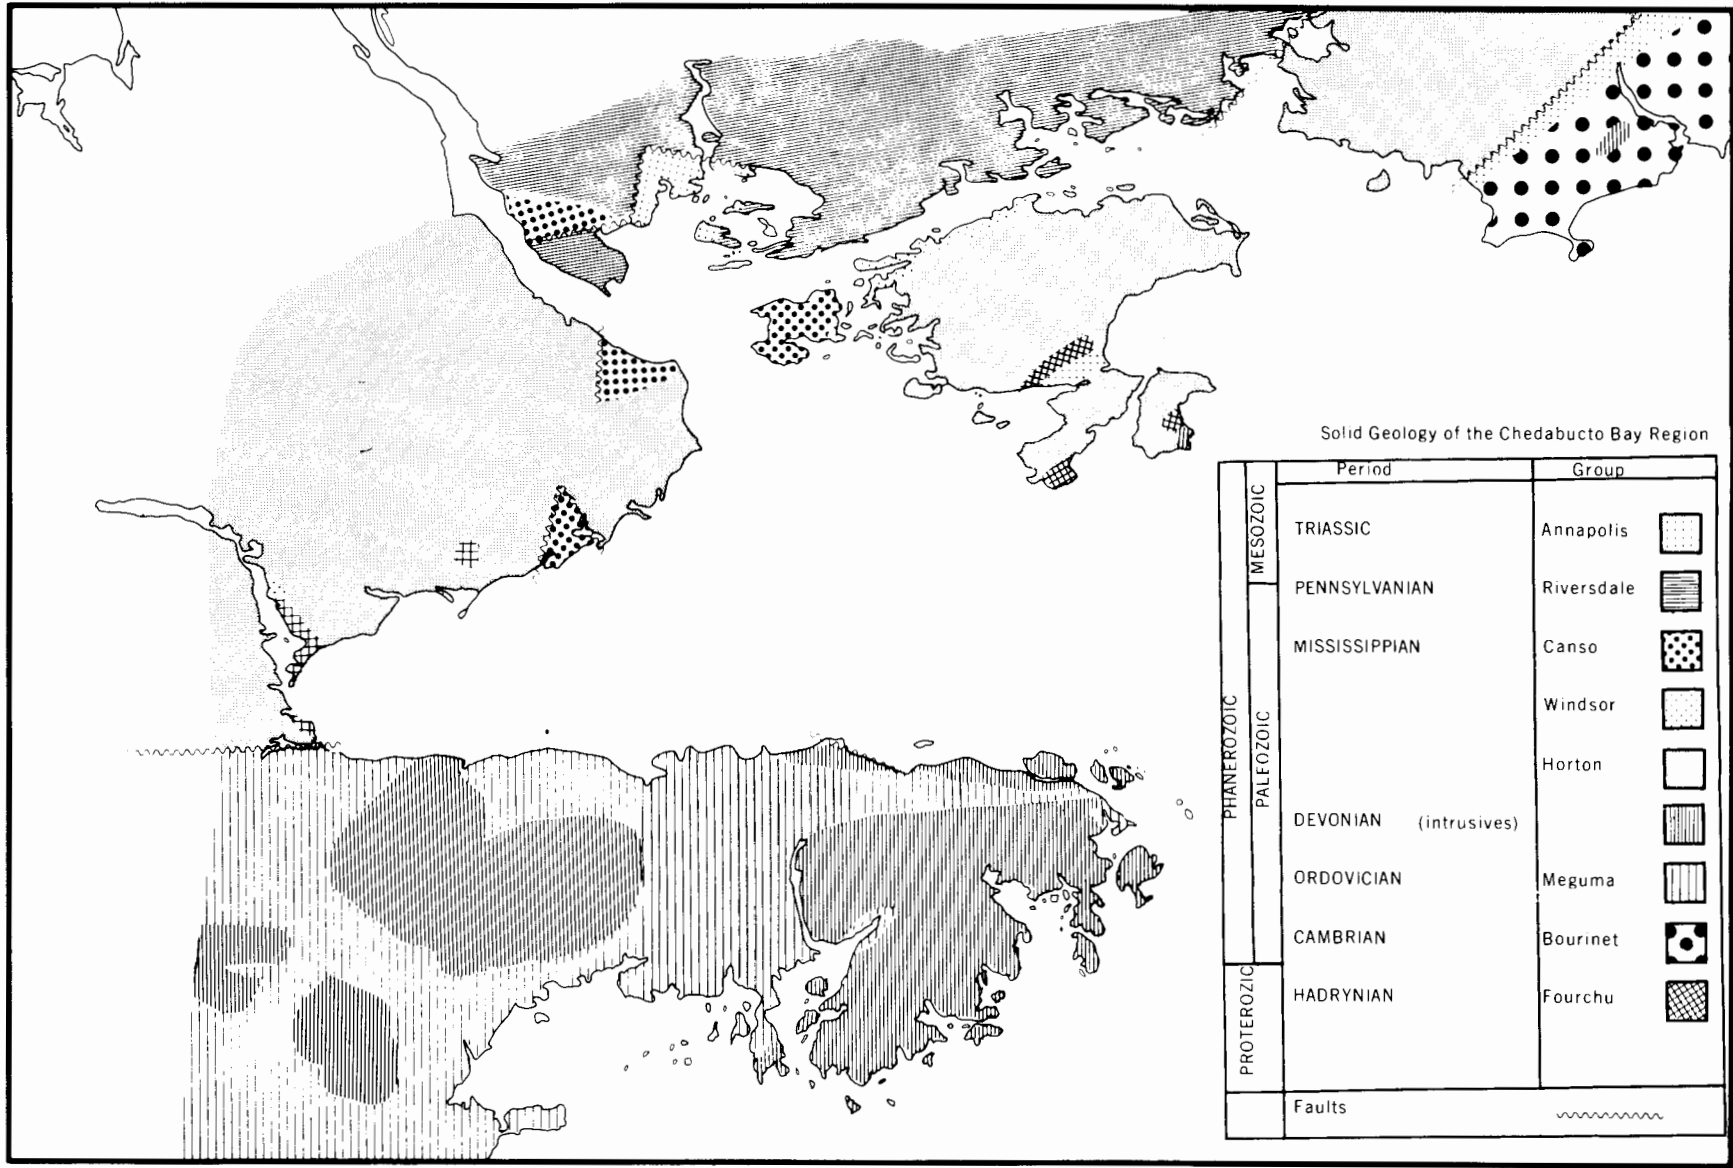 Solid Geology of the Chedabucto Bay Region
Period Group
MESOZOIC
TRIASSIC Annapolis
PENNSYLVANIAN Riversdale
MISSISSIPPIAN Canso
Windsor
PHANEROZOIC
PALEOZOIC
Horton
DEVONIAN (intrusives)
ORDOVICIAN Meguma
CAMBRIAN Bourinet
PROTEROZIC
HADRYNIAN Fourchu
Faults